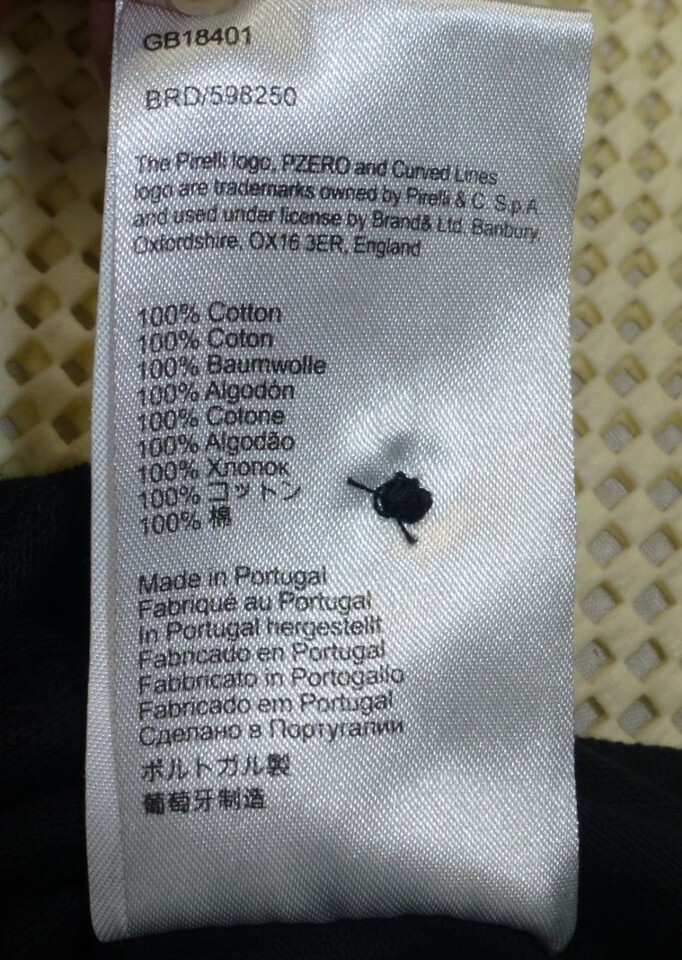 GB18401
BRD/598250
The Pirelli logo, PZERO and Curved Lines
logo are trademarks owned by Pirelli & C. S.p.A.
and used under license by Brand& Ltd, Banbury,
Oxfordshire, OX16 3ER, England
100% Cotton
100% Coton
100% Baumwolle
100% Algodón
100% Cotone
100% Algodão
100% Хлопок
100% コットン
100% 棉
Made in Portugal
Fabriqué au Portugal
In Portugal hergestellt
Fabricado en Portugal
Fabbricato in Portogallo
Fabricado em Portugal
Сделано в Португалии
ポルトガル製
葡萄牙制造